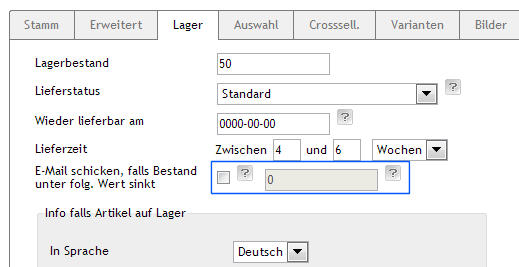 Stamm Erweitert Lager Auswahl Crosssell. Varianten Bilder
Lagerbestand 50
Lieferstatus Standard ?
Wieder lieferbar am 0000-00-00 ?
Lieferzeit Zwischen 4 und 6 Wochen
E-Mail schicken, falls Bestand
unter folg. Wert sinkt ? 0 ?
Info falls Artikel auf Lager
In Sprache Deutsch